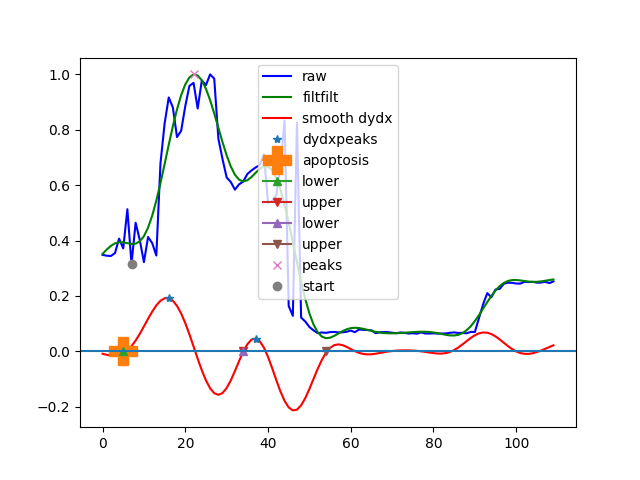 1.0
0.8
0.6
0.4
0.2
0.0
−0.2
0
20
40
60
80
100
raw
filtfilt
smooth dydx
dydxpeaks
apoptosis
lower
upper
lower
upper
peaks
start